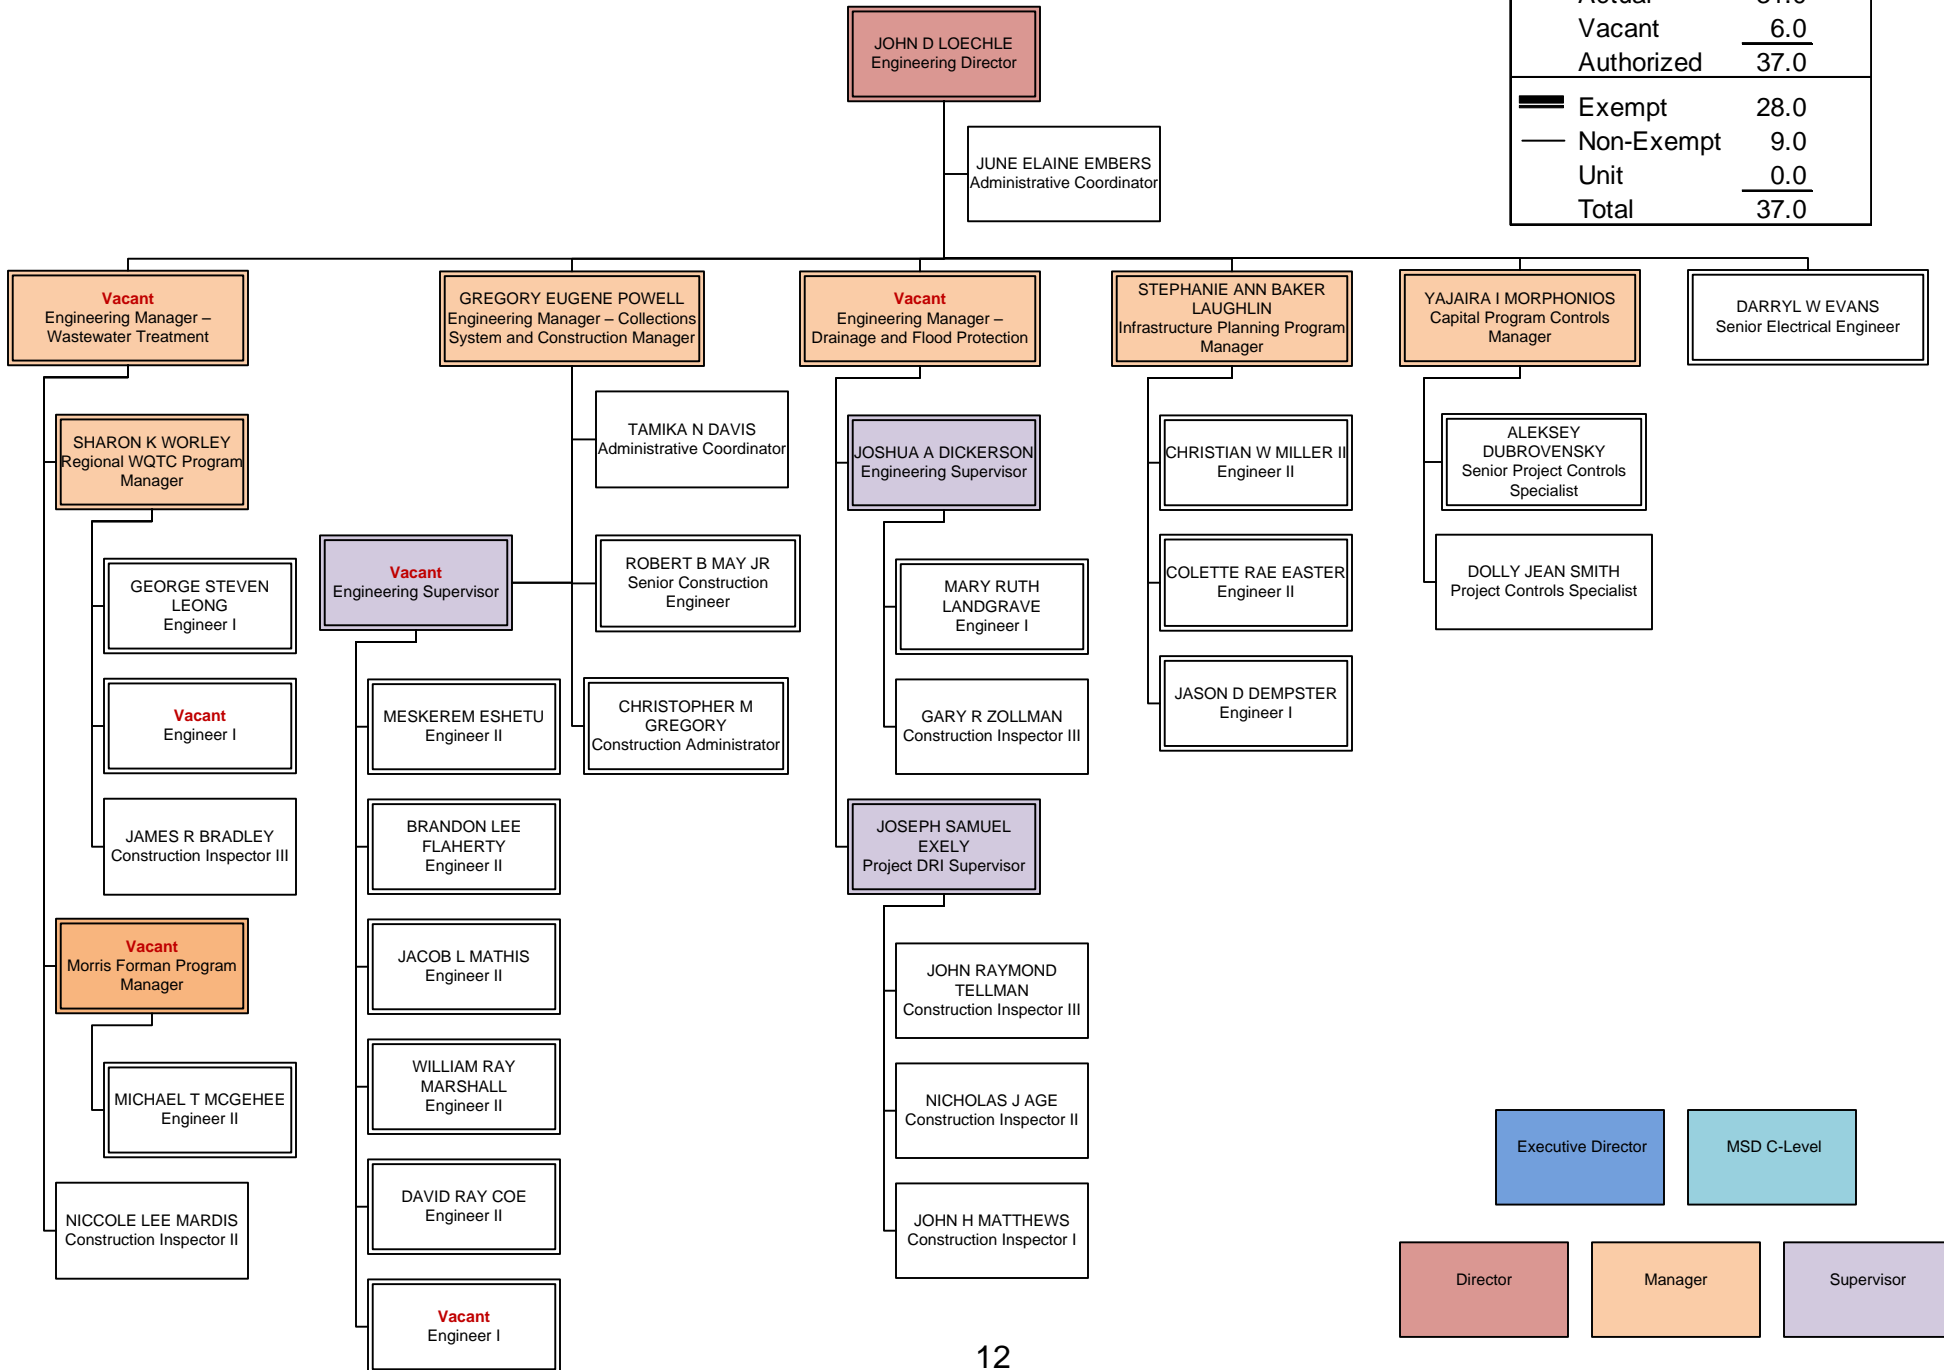 Vacant 6.0
Authorized 37.0
Exempt 28.0
Non-Exempt 9.0
Unit 0.0
Total 37.0
JOHN D LOECHLE
Engineering Director
JUNE ELAINE EMBERS
Administrative Coordinator
Vacant
Engineering Manager –
Wastewater Treatment
SHARON K WORLEY
Regional WQTC Program
Manager
GEORGE STEVEN
LEONG
Engineer I
Vacant
Engineer I
JAMES R BRADLEY
Construction Inspector III
Vacant
Morris Forman Program
Manager
MICHAEL T MCGEHEE
Engineer II
NICCOLE LEE MARDIS
Construction Inspector II
GREGORY EUGENE POWELL
Engineering Manager – Collections
System and Construction Manager
TAMIKA N DAVIS
Administrative Coordinator
Vacant
Engineering Supervisor
ROBERT B MAY JR
Senior Construction
Engineer
CHRISTOPHER M
GREGORY
Construction Administrator
MESKEREM ESHETU
Engineer II
BRANDON LEE
FLAHERTY
Engineer II
JACOB L MATHIS
Engineer II
WILLIAM RAY
MARSHALL
Engineer II
DAVID RAY COE
Engineer II
Vacant
Engineer I
Vacant
Engineering Manager –
Drainage and Flood Protection
JOSHUA A DICKERSON
Engineering Supervisor
MARY RUTH
LANDGRAVE
Engineer I
GARY R ZOLLMAN
Construction Inspector III
JOSEPH SAMUEL
EXELY
Project DRI Supervisor
JOHN RAYMOND
TELLMAN
Construction Inspector III
NICHOLAS J AGE
Construction Inspector II
JOHN H MATTHEWS
Construction Inspector I
STEPHANIE ANN BAKER
LAUGHLIN
Infrastructure Planning Program
Manager
CHRISTIAN W MILLER II
Engineer II
COLETTE RAE EASTER
Engineer II
JASON D DEMPSTER
Engineer I
YAJAIRA I MORPHONIOS
Capital Program Controls
Manager
ALEKSEY
DUBROVENSKY
Senior Project Controls
Specialist
DOLLY JEAN SMITH
Project Controls Specialist
DARRYL W EVANS
Senior Electrical Engineer
Executive Director
MSD C-Level
Director
Manager
Supervisor
12